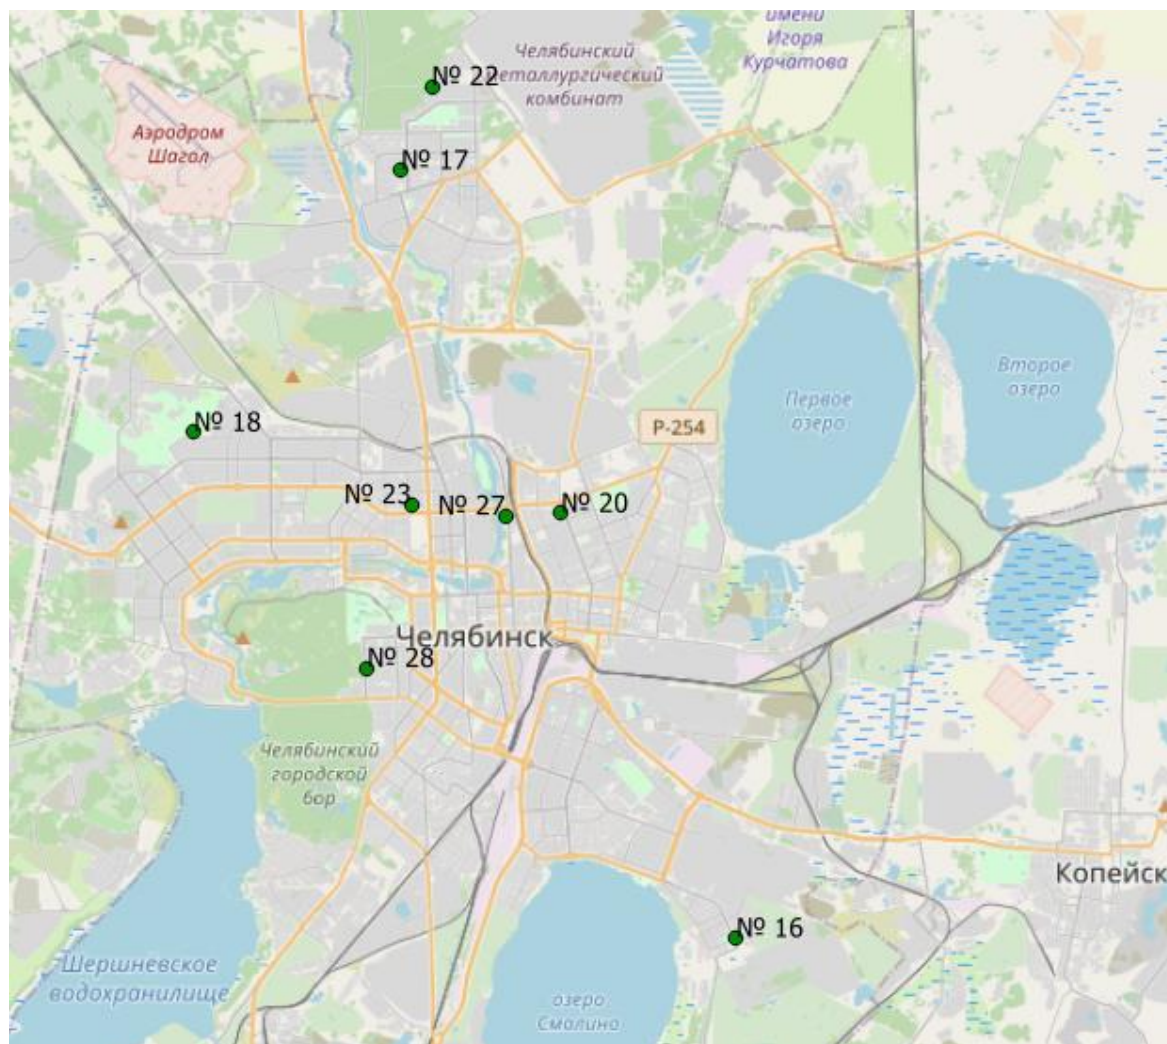 имени
Игоря
Курчатова
Челябинский
металлургический
комбинат
№ 22
Аэродром
Шагол
№ 17
№ 18
Второе
озеро
Первое
озеро
Р-254
№ 23
№ 27
№ 20
Челябинск
№ 28
Челябинский
городской
бор
Копейск
№ 16
Шершневское
водохранилище
озеро
Смолино